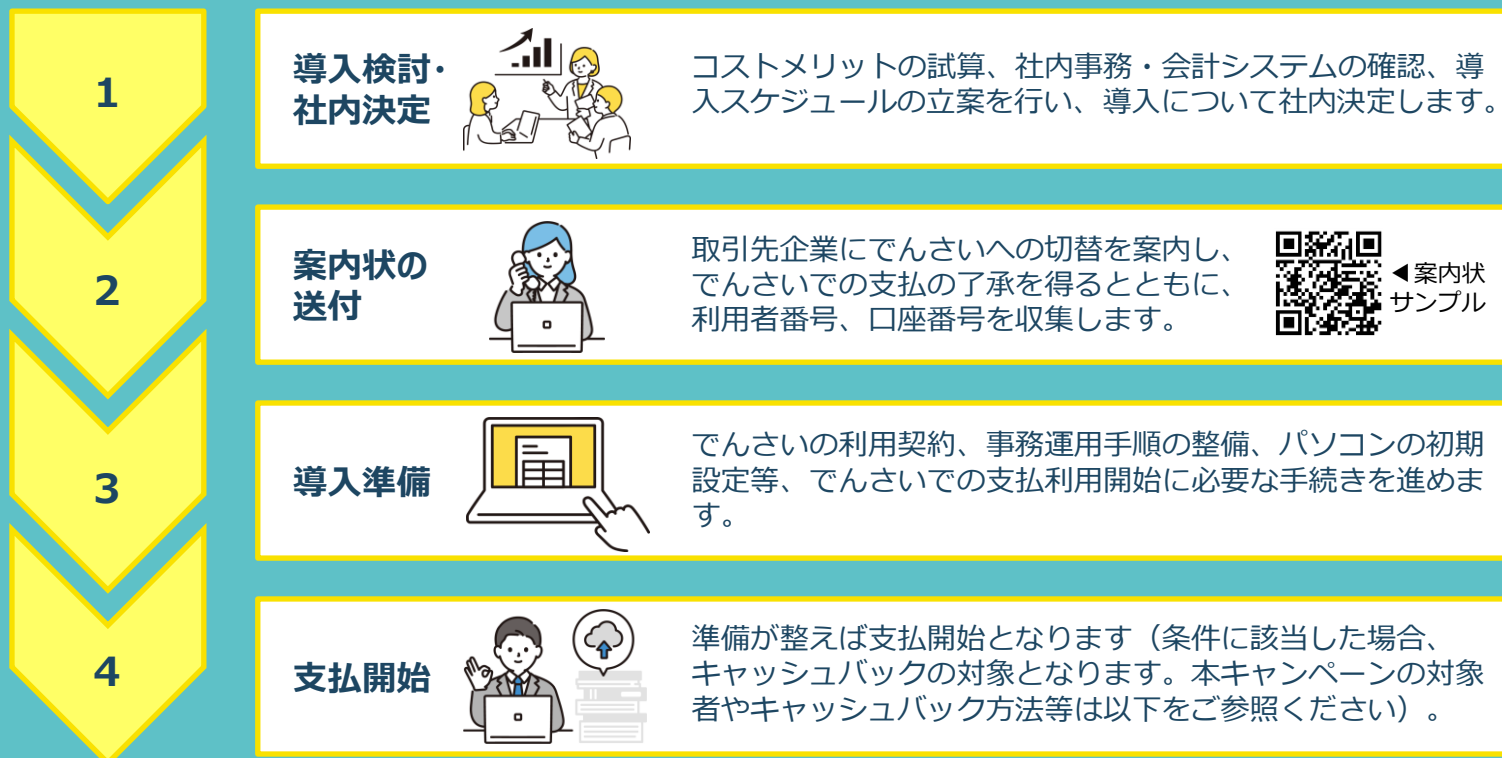 1
導入検討・
社内決定
コストメリットの試算、社内事務・会計システムの確認、導
入スケジュールの立案を行い、導入について社内決定します。
2
案内状の
送付
取引先企業にでんさいへの切替を案内し、
でんさいでの支払の了承を得るとともに、
利用者番号、口座番号を収集します。
◀案内状
サンプル
3
導入準備
でんさいの利用契約、事務運用手順の整備、パソコンの初期
設定等、でんさいでの支払利用開始に必要な手続きを進めま
す。
4
支払開始
準備が整えば支払開始となります（条件に該当した場合、
キャッシュバックの対象となります。本キャンペーンの対象
者やキャッシュバック方法等は以下をご参照ください）。